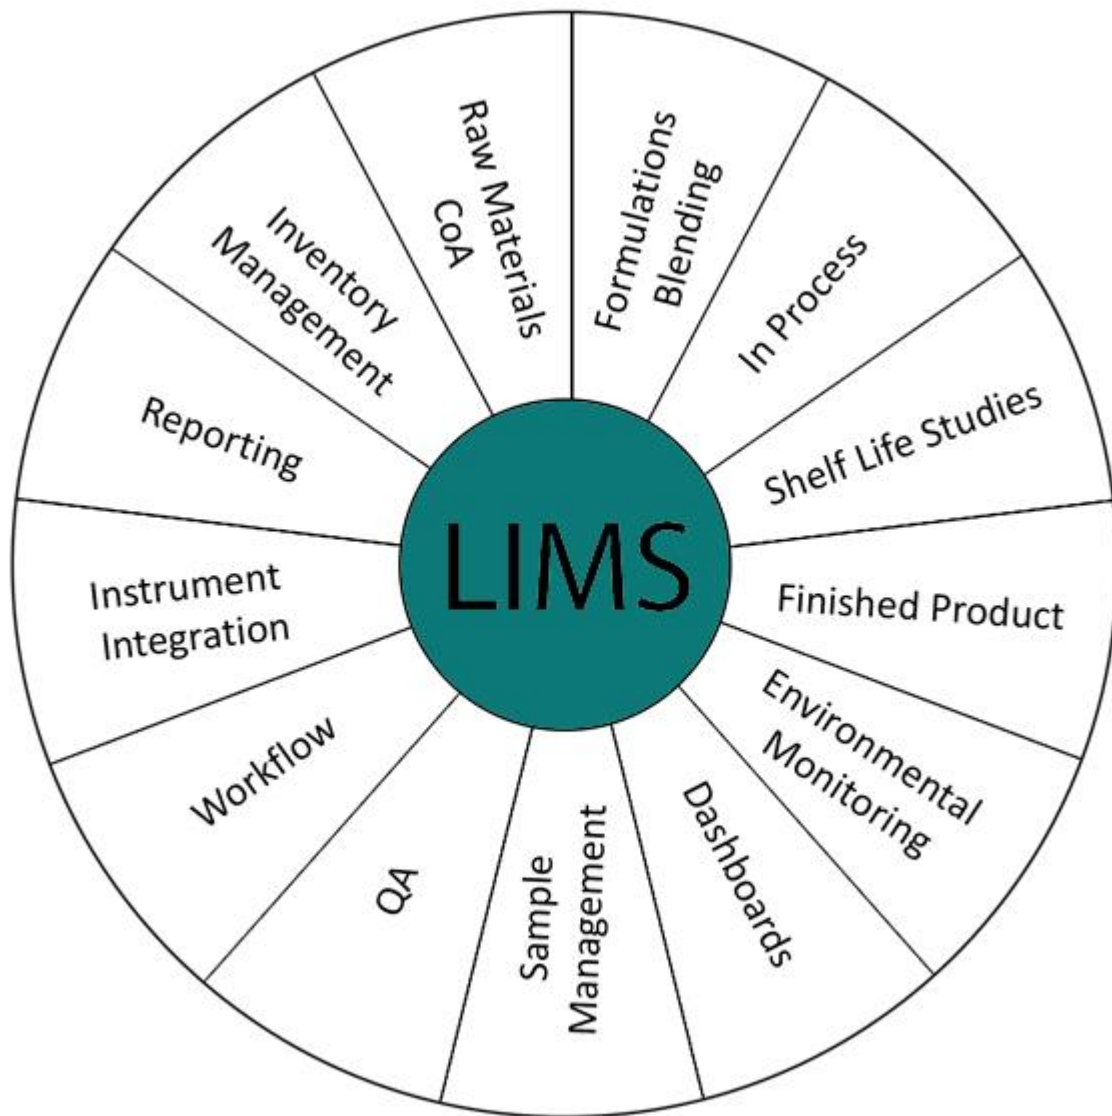 LIMS
Formulations
Blending
In Process
Shelf Life Studies
Finished Product
Environmental
Monitoring
Dashboards
Sample
Management
QA
Workflow
Instrument
Integration
Reporting
Inventory
Management
Raw Materials
CoA